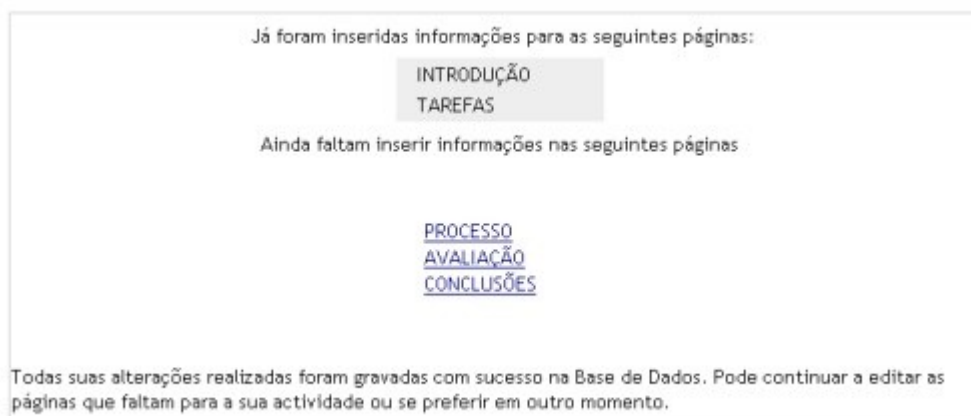 Já foram inseridas informações para as seguintes páginas:
INTRODUÇÃO
TAREFAS
Ainda faltam inserir informações nas seguintes páginas
PROCESSO
AVALIAÇÃO
CONCLUSÕES
Todas suas alterações realizadas foram gravadas com sucesso na Base de Dados. Pode continuar a editar as
páginas que faltam para a sua actividade ou se preferir em outro momento.